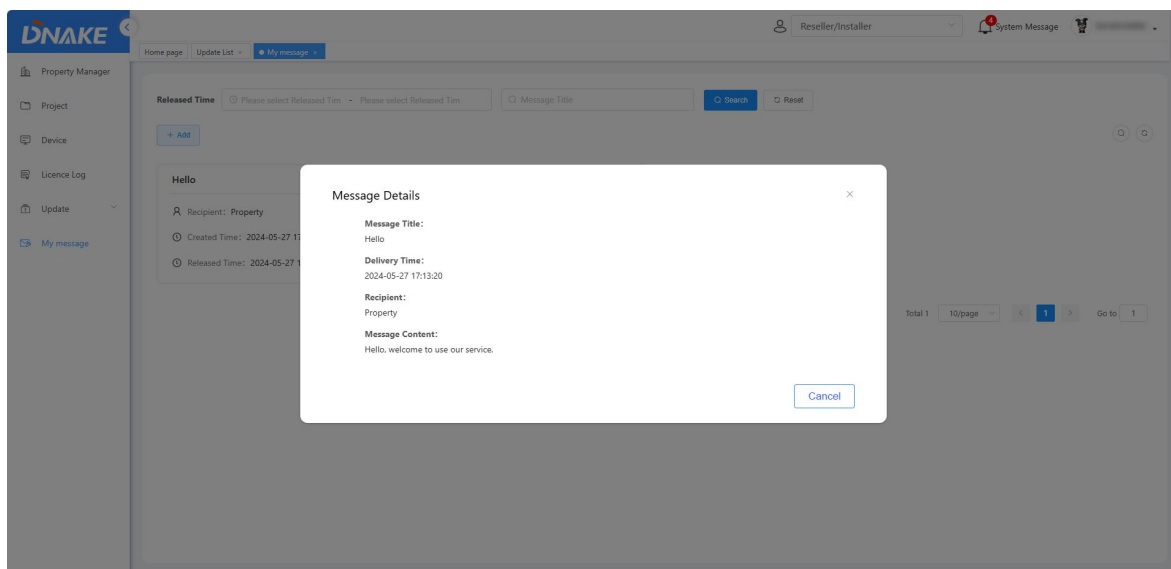 DNAKE
Reseller/Installer
4
System Message
Home page
Update List ×
My message ×
Property Manager
Project
Device
Licence Log
Update
My message
Released Time
Please select Released Tim - Please select Released Tim
Message Title
Search
Reset
+ Add
Hello
Recipient: Property
Created Time: 2024-05-27 17
Released Time: 2024-05-27 1
Message Details
Message Title:
Hello
Delivery Time:
2024-05-27 17:13:20
Recipient:
Property
Message Content:
Hello, welcome to use our service.
Cancel
Total 1
10/page
1
Go to 1